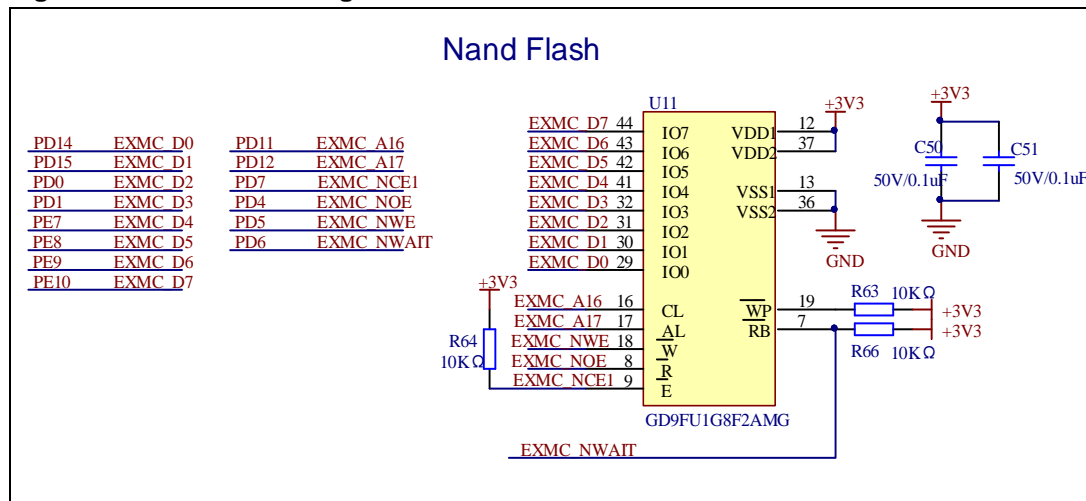 Nand Flash
PD14 EXMC_D0
PD15 EXMC_D1
PD0 EXMC_D2
PD1 EXMC_D3
PE7 EXMC_D4
PE8 EXMC_D5
PE9 EXMC_D6
PE10 EXMC_D7
PD11 EXMC_A16
PD12 EXMC_A17
PD7 EXMC_NCE1
PD4 EXMC_NOE
PD5 EXMC_NWE
PD6 EXMC_NWAIT
U11
EXMC_D7 44 IO7 VDD1 12 +3V3
EXMC_D6 43 IO6 VDD2 37
EXMC_D5 42 IO5
EXMC_D4 41 IO4 VSS1 13
EXMC_D3 32 IO3 VSS2 36
EXMC_D2 31 IO2
EXMC_D1 30 IO1 GND
EXMC_D0 29 IO0
+3V3
EXMC_A16 16 CL WP 19 R63 10KΩ +3V3
EXMC_A17 17 AL RB 7 R66 10KΩ +3V3
EXMC_NWE 18 W
EXMC_NOE 8 R
EXMC_NCE1 9 E
R64
10KΩ
GD9FU1G8F2AMG
EXMC_NWAIT
+3V3
C50 C51
50V/0.1uF 50V/0.1uF
GND